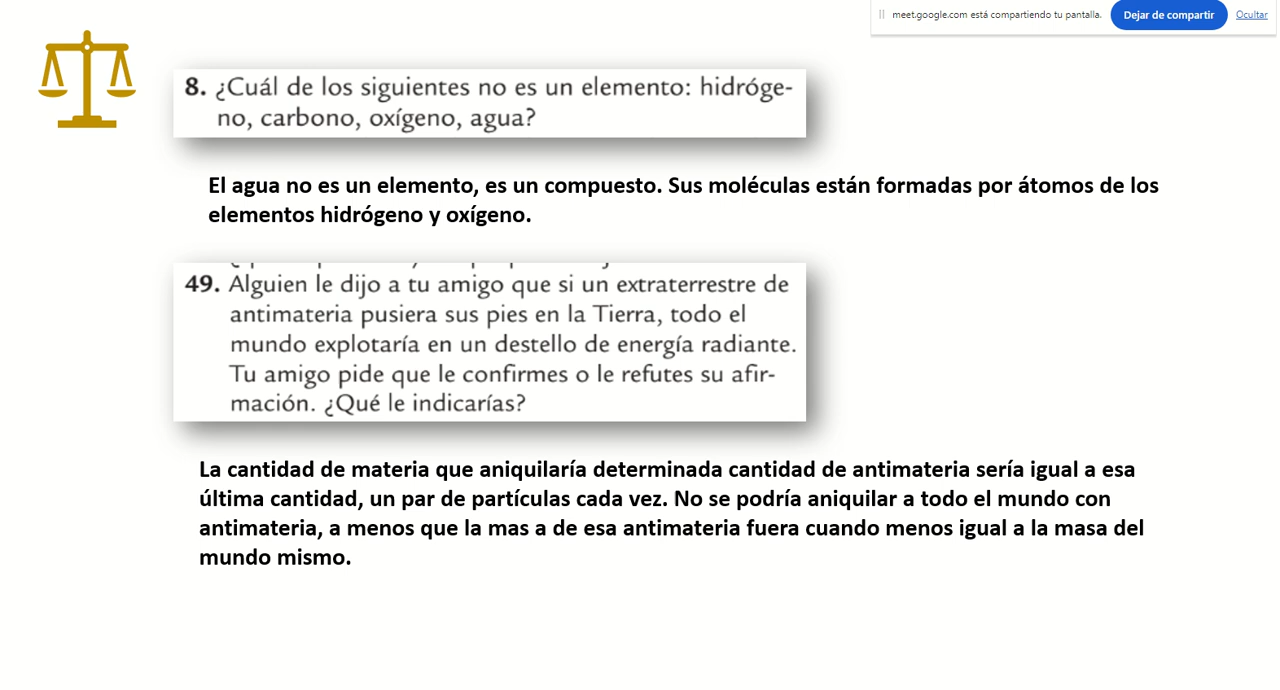 meet.google.com está compartiendo tu pantalla.
Dejar de compartir
Ocultar
8. ¿Cuál de los siguientes no es un elemento: hidróge-
no, carbono, oxígeno, agua?
El agua no es un elemento, es un compuesto. Sus moléculas están formadas por átomos de los
elementos hidrógeno y oxígeno.
49. Alguien le dijo a tu amigo que si un extraterrestre de
antimateria pusiera sus pies en la Tierra, todo el
mundo explotaría en un destello de energía radiante.
Tu amigo pide que le confirmes o le refutes su afir-
mación. ¿Qué le indicarías?
La cantidad de materia que aniquilaría determinada cantidad de antimateria sería igual a esa
última cantidad, un par de partículas cada vez. No se podría aniquilar a todo el mundo con
antimateria, a menos que la mas a de esa antimateria fuera cuando menos igual a la masa del
mundo mismo.